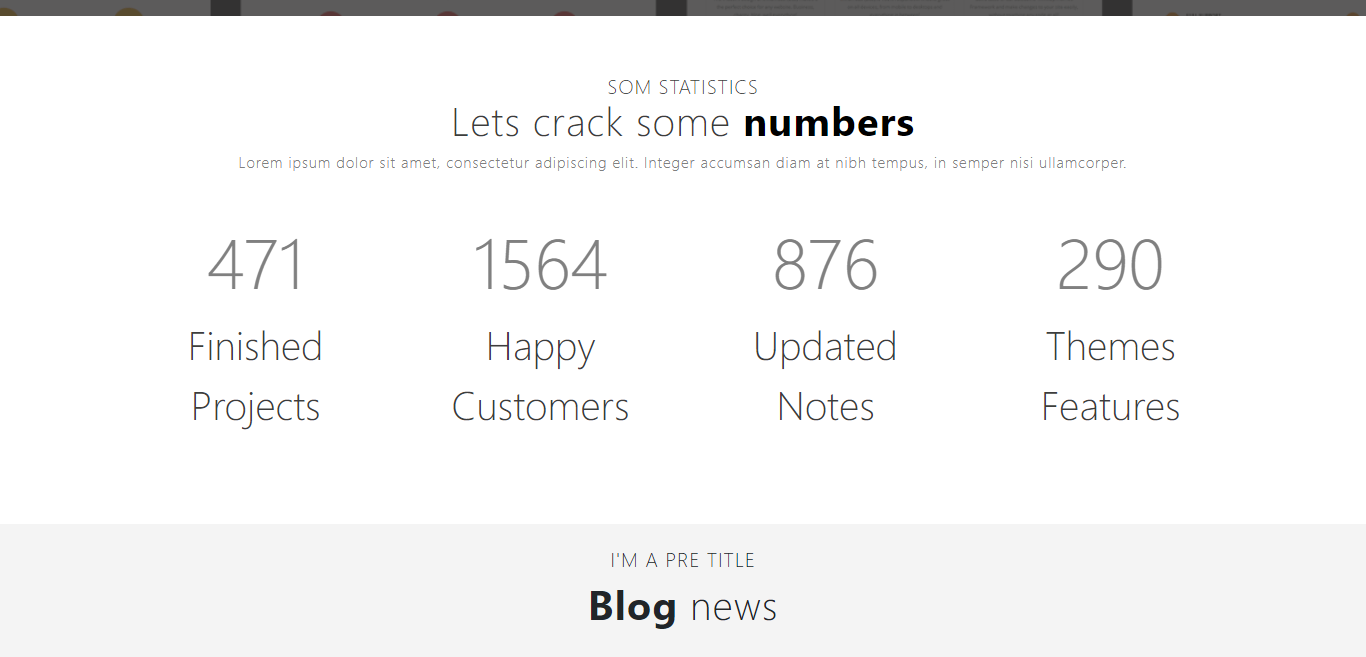 SOM STATISTICS
Lets crack some numbers
Lorem ipsum dolor sit amet, consectetur adipiscing elit. Integer accumsan diam at nibh tempus, in semper nisi ullamcorper.
471
1564
876
290
Finished
Projects
Happy
Customers
Updated
Notes
Themes
Features
I'M A PRE TITLE
Blog news